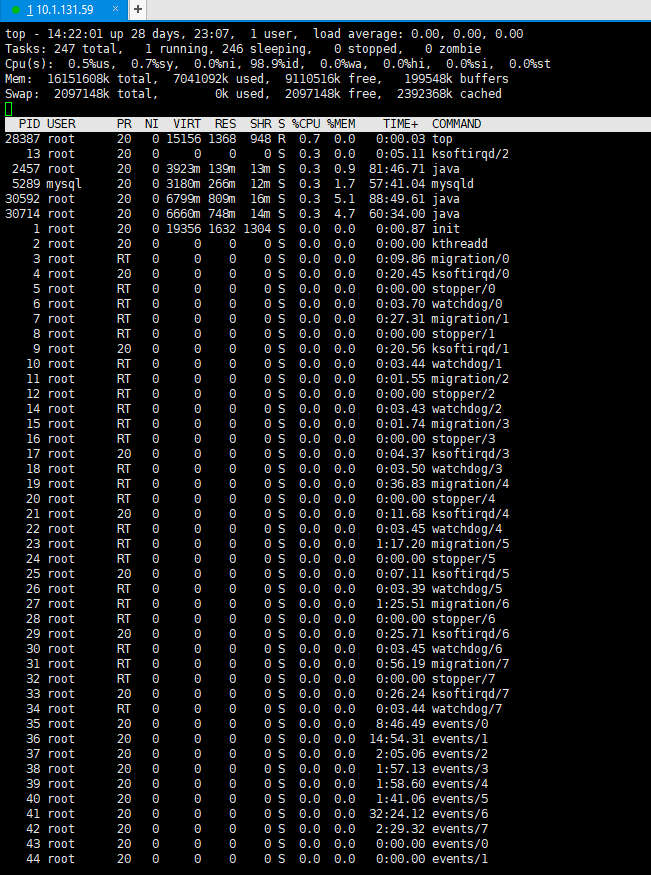 1 10.1.131.59 × +
top - 14:22:01 up 28 days, 23:07,  1 user,  load average: 0.00, 0.00, 0.00
Tasks: 247 total,   1 running, 246 sleeping,   0 stopped,   0 zombie
Cpu(s):  0.5%us,  0.7%sy,  0.0%ni, 98.9%id,  0.0%wa,  0.0%hi,  0.0%si,  0.0%st
Mem:  16151608k total,  7041092k used,  9110516k free,   199548k buffers
Swap:  2097148k total,        0k used,  2097148k free,  2392368k cached
PID USER      PR  NI  VIRT  RES  SHR S %CPU %MEM    TIME+  COMMAND
28387 root      20   0 15156 1368  948 R  0.7  0.0   0:00.03 top
13 root      20   0     0    0    0 S  0.3  0.0   0:05.11 ksoftirqd/2
2457 root      20   0 3923m 139m  13m S  0.3  0.9  81:46.71 java
5289 mysql     20   0 3180m 266m  12m S  0.3  1.7  57:41.04 mysqld
30592 root      20   0 6799m 809m  16m S  0.3  5.1  88:49.61 java
30714 root      20   0 6660m 748m  14m S  0.3  4.7  60:34.00 java
1 root      20   0 19356 1632 1304 S  0.0  0.0   0:00.87 init
2 root      20   0     0    0    0 S  0.0  0.0   0:00.00 kthreadd
3 root      RT   0     0    0    0 S  0.0  0.0   0:09.86 migration/0
4 root      20   0     0    0    0 S  0.0  0.0   0:20.45 ksoftirqd/0
5 root      RT   0     0    0    0 S  0.0  0.0   0:00.00 stopper/0
6 root      RT   0     0    0    0 S  0.0  0.0   0:03.70 watchdog/0
7 root      RT   0     0    0    0 S  0.0  0.0   0:27.31 migration/1
8 root      RT   0     0    0    0 S  0.0  0.0   0:00.00 stopper/1
9 root      20   0     0    0    0 S  0.0  0.0   0:20.56 ksoftirqd/1
10 root      RT   0     0    0    0 S  0.0  0.0   0:03.44 watchdog/1
11 root      RT   0     0    0    0 S  0.0  0.0   0:01.55 migration/2
12 root      RT   0     0    0    0 S  0.0  0.0   0:00.00 stopper/2
14 root      RT   0     0    0    0 S  0.0  0.0   0:03.43 watchdog/2
15 root      RT   0     0    0    0 S  0.0  0.0   0:01.74 migration/3
16 root      RT   0     0    0    0 S  0.0  0.0   0:00.00 stopper/3
17 root      20   0     0    0    0 S  0.0  0.0   0:04.37 ksoftirqd/3
18 root      RT   0     0    0    0 S  0.0  0.0   0:03.50 watchdog/3
19 root      RT   0     0    0    0 S  0.0  0.0   0:36.83 migration/4
20 root      RT   0     0    0    0 S  0.0  0.0   0:00.00 stopper/4
21 root      20   0     0    0    0 S  0.0  0.0   0:11.68 ksoftirqd/4
22 root      RT   0     0    0    0 S  0.0  0.0   0:03.45 watchdog/4
23 root      RT   0     0    0    0 S  0.0  0.0   1:17.20 migration/5
24 root      RT   0     0    0    0 S  0.0  0.0   0:00.00 stopper/5
25 root      20   0     0    0    0 S  0.0  0.0   0:07.11 ksoftirqd/5
26 root      RT   0     0    0    0 S  0.0  0.0   0:03.39 watchdog/5
27 root      RT   0     0    0    0 S  0.0  0.0   1:25.51 migration/6
28 root      RT   0     0    0    0 S  0.0  0.0   0:00.00 stopper/6
29 root      20   0     0    0    0 S  0.0  0.0   0:25.71 ksoftirqd/6
30 root      RT   0     0    0    0 S  0.0  0.0   0:03.45 watchdog/6
31 root      RT   0     0    0    0 S  0.0  0.0   0:56.19 migration/7
32 root      RT   0     0    0    0 S  0.0  0.0   0:00.00 stopper/7
33 root      20   0     0    0    0 S  0.0  0.0   0:26.24 ksoftirqd/7
34 root      RT   0     0    0    0 S  0.0  0.0   0:03.44 watchdog/7
35 root      20   0     0    0    0 S  0.0  0.0   8:46.49 events/0
36 root      20   0     0    0    0 S  0.0  0.0  14:54.31 events/1
37 root      20   0     0    0    0 S  0.0  0.0   2:05.06 events/2
38 root      20   0     0    0    0 S  0.0  0.0   1:57.13 events/3
39 root      20   0     0    0    0 S  0.0  0.0   1:58.60 events/4
40 root      20   0     0    0    0 S  0.0  0.0   1:41.06 events/5
41 root      20   0     0    0    0 S  0.0  0.0  32:24.12 events/6
42 root      20   0     0    0    0 S  0.0  0.0   2:29.32 events/7
43 root      20   0     0    0    0 S  0.0  0.0   0:00.00 events/0
44 root      20   0     0    0    0 S  0.0  0.0   0:00.00 events/1